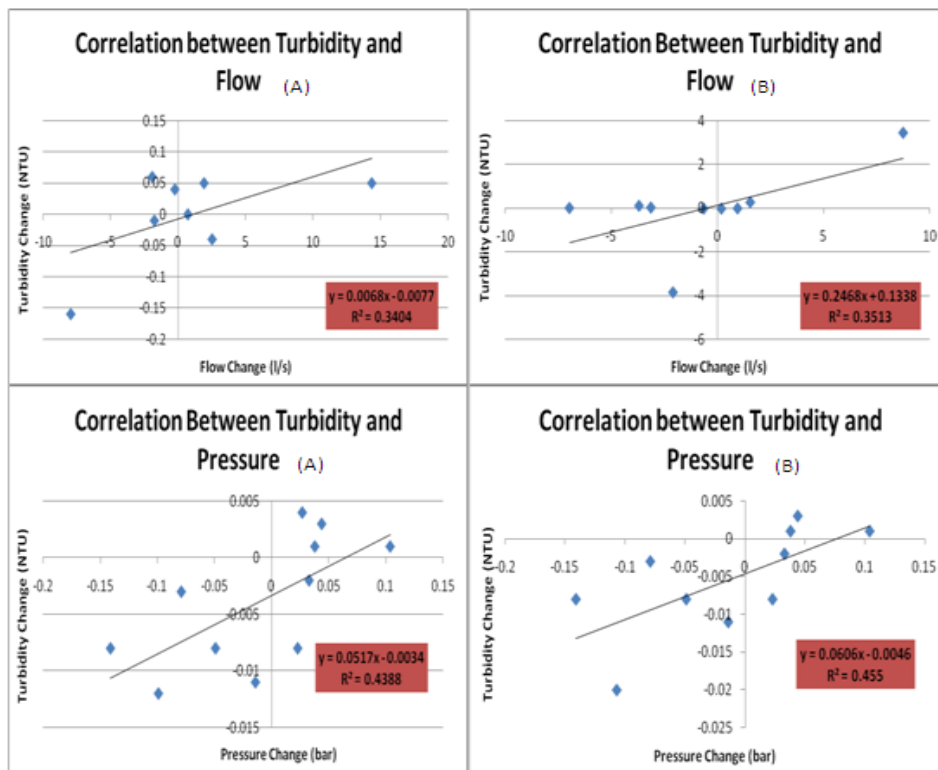 Correlation between Turbidity and
Flow (A)
Turbidity Change (NTU)
0.15
0.1
0.05
0
-0.05
-0.1
-0.15
-0.2
-10
-5
0
5
10
15
20
y = 0.0068x - 0.0077
R² = 0.3404
Flow Change (l/s)
Correlation Between Turbidity and
Flow (B)
Turbidity Change (NTU)
4
2
0
-2
-4
-6
-10
-5
0
5
10
y = 0.2468x + 0.1338
R² = 0.3513
Flow Change (l/s)
Correlation Between Turbidity and
Pressure (A)
Turbidity Change (NTU)
0.005
0
-0.005
-0.01
-0.015
-0.2
-0.15
-0.1
-0.05
0
0.05
0.1
0.15
y = 0.0517x - 0.0034
R² = 0.4388
Pressure Change (bar)
Correlation between Turbidity and
Pressure (B)
Turbidity Change (NTU)
0.005
0
-0.005
-0.01
-0.015
-0.02
-0.025
-0.2
-0.15
-0.1
-0.05
0
0.05
0.1
0.15
y = 0.0606x - 0.0046
R² = 0.455
Pressure Change (bar)